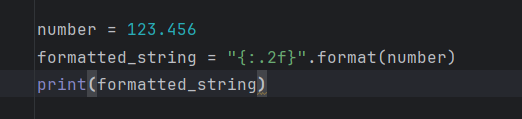 number = 123.456
formatted_string = "{:.2f}".format(number)
print(formatted_string)